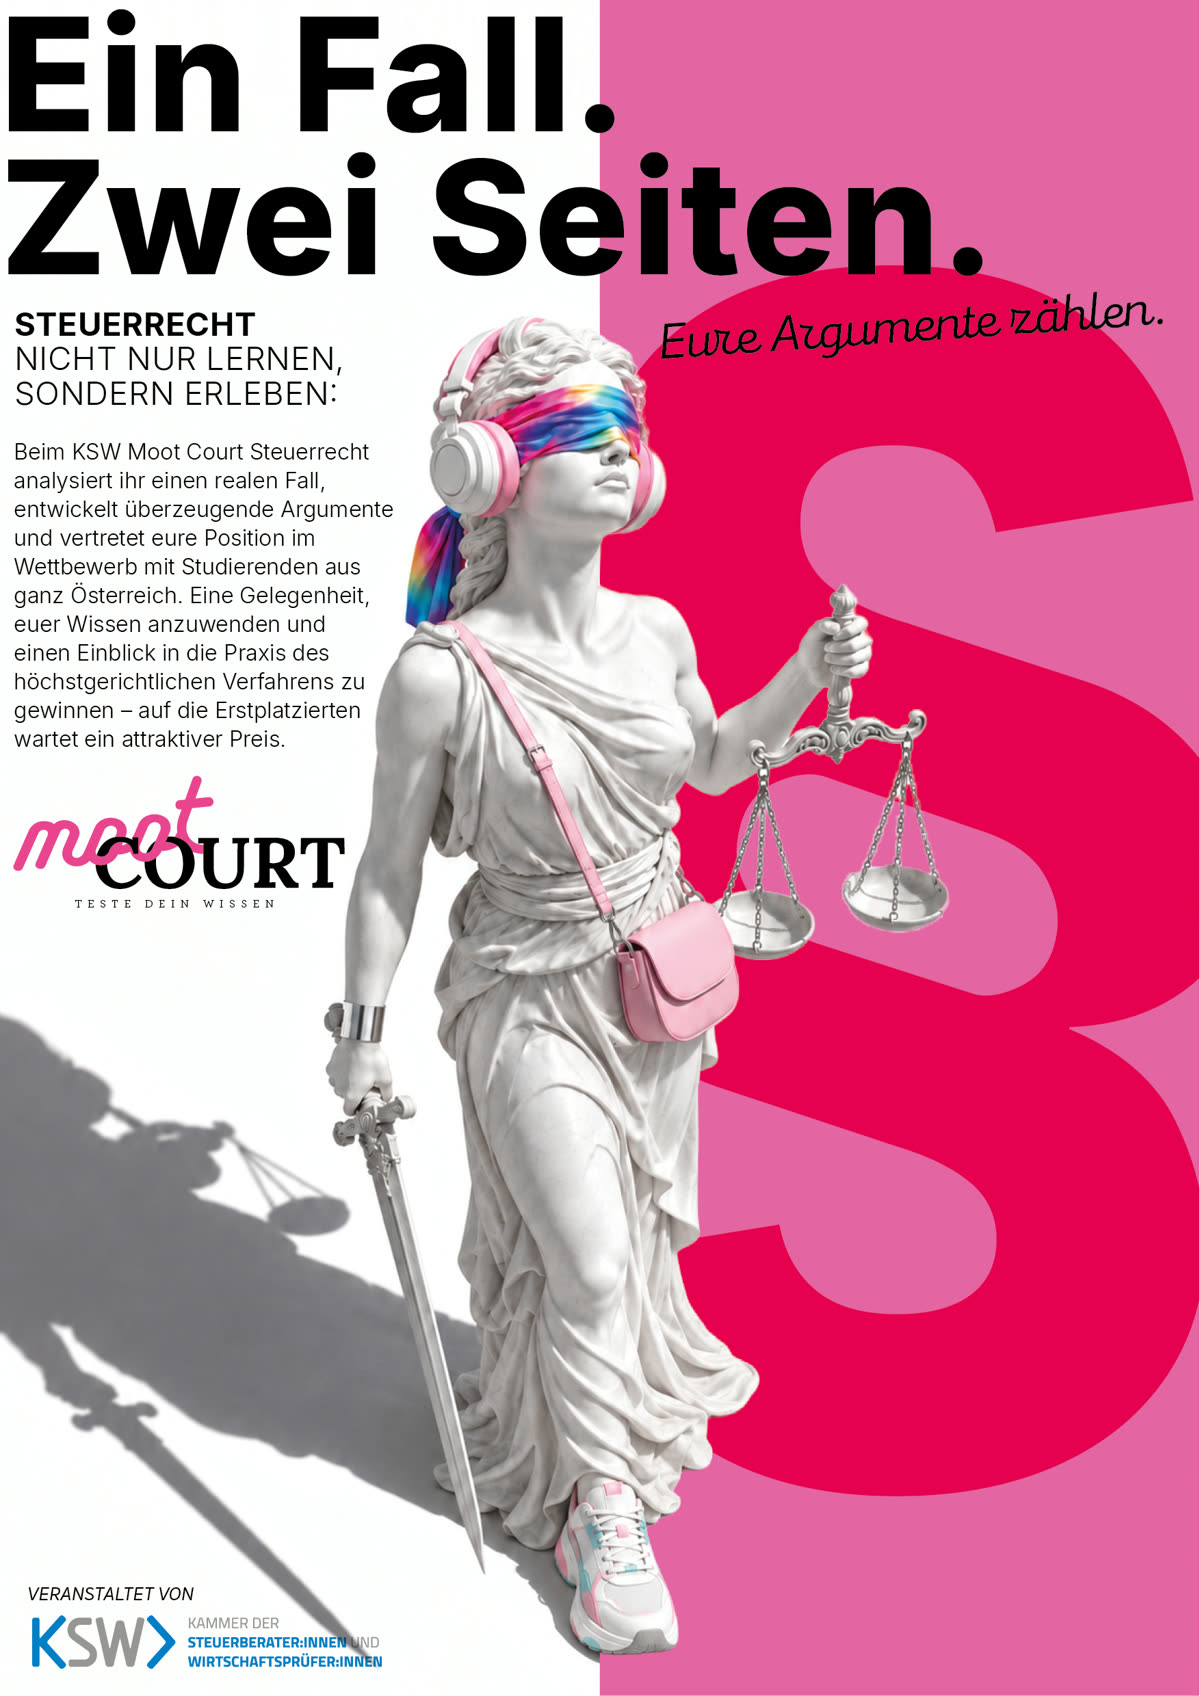 Ein Fall.
Zwei Seiten.
Eure Argumente zählen.
STEUERRECHT
NICHT NUR LERNEN,
SONDERN ERLEBEN:
Beim KSW Moot Court Steuerrecht
analysiert ihr einen realen Fall,
entwickelt überzeugende Argumente
und vertretet eure Position im
Wettbewerb mit Studierenden aus
ganz Österreich. Eine Gelegenheit,
euer Wissen anzuwenden und
einen Einblick in die Praxis des
höchstgerichtlichen Verfahrens zu
gewinnen – auf die Erstplatzierten
wartet ein attraktiver Preis.
moot
COURT
TESTE DEIN WISSEN
§
VERANSTALTET VON
KSW
KAMMER DER
STEUERBERATER:INNEN UND
WIRTSCHAFTSPRÜFER:INNEN